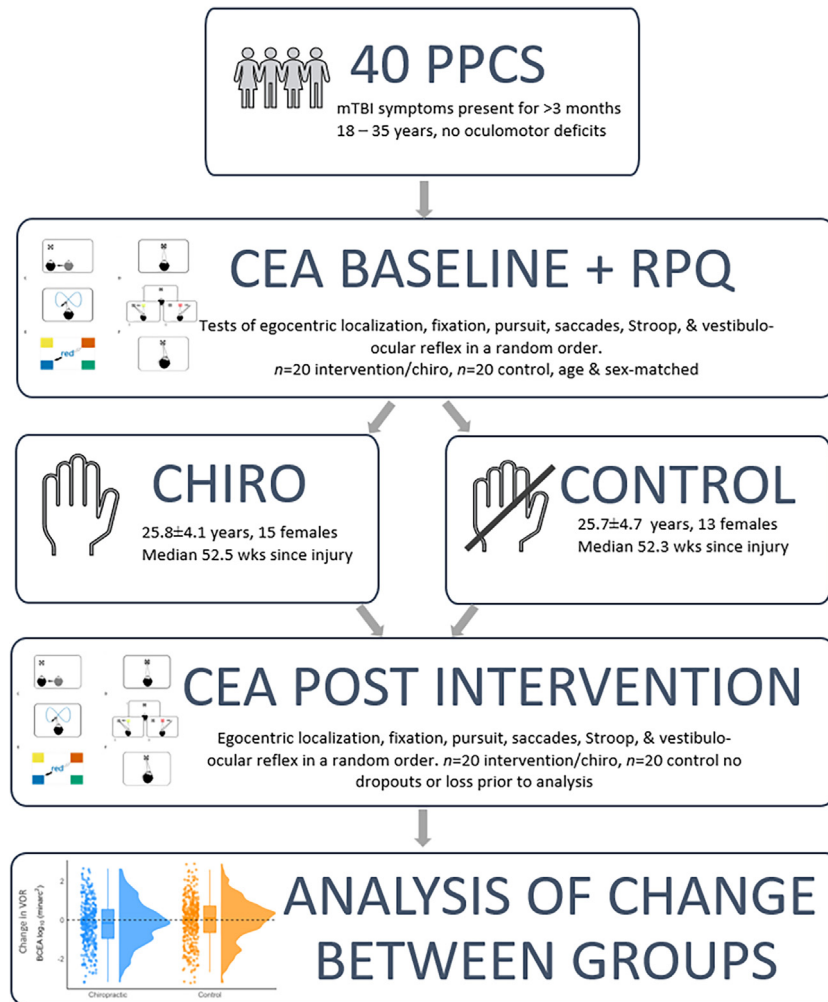 40 PPCS
mTBI symptoms present for >3 months
18 – 35 years, no oculomotor deficits
CEA BASELINE + RPQ
red
Tests of egocentric localization, fixation, pursuit, saccades, Stroop, & vestibulo-
ocular reflex in a random order.
n=20 intervention/chiro, n=20 control, age & sex-matched
CHIRO
25.8±4.1 years, 15 females
Median 52.5 wks since injury
CONTROL
25.7±4.7 years, 13 females
Median 52.3 wks since injury
CEA POST INTERVENTION
red
Egocentric localization, fixation, pursuit, saccades, Stroop, & vestibulo-
ocular reflex in a random order. n=20 intervention/chiro, n=20 control no
dropouts or loss prior to analysis
Change in VOR
BCEA log₁₀ (minarc²)
2
0
-2
Chiropractic
Control
ANALYSIS OF CHANGE
BETWEEN GROUPS